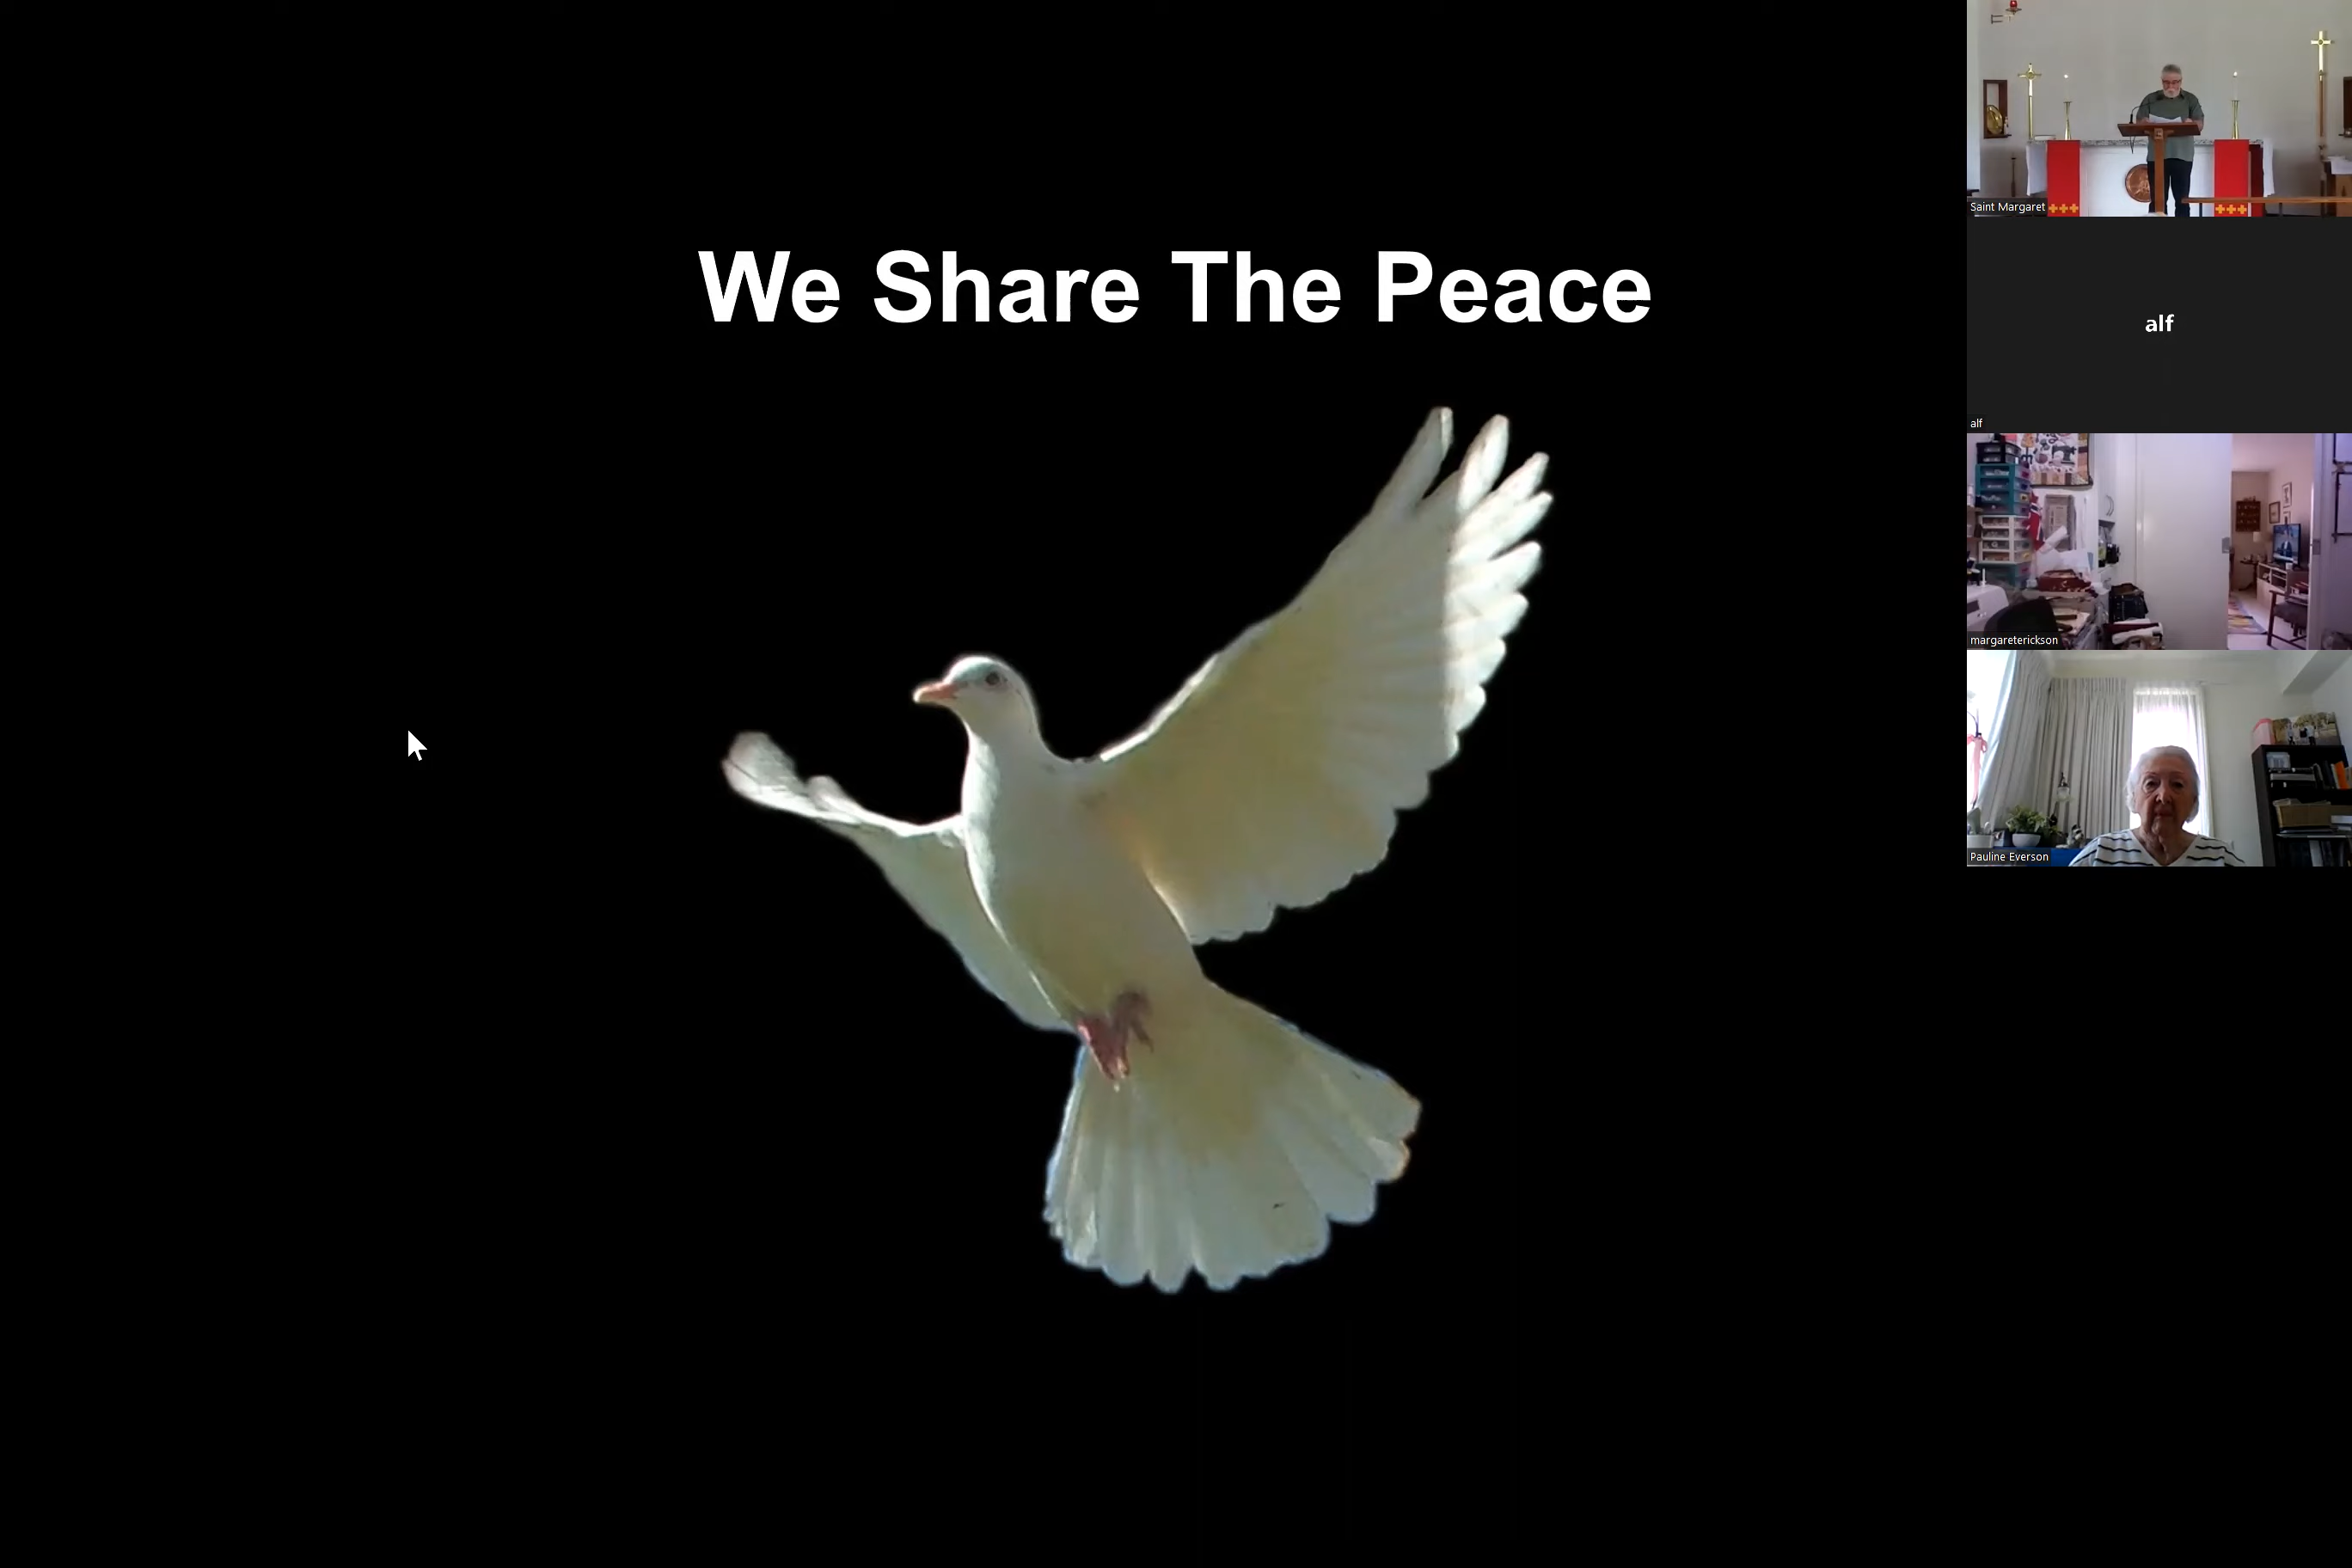 We Share The Peace
Saint Margaret
alf
alf
margareterickson
Pauline Everson